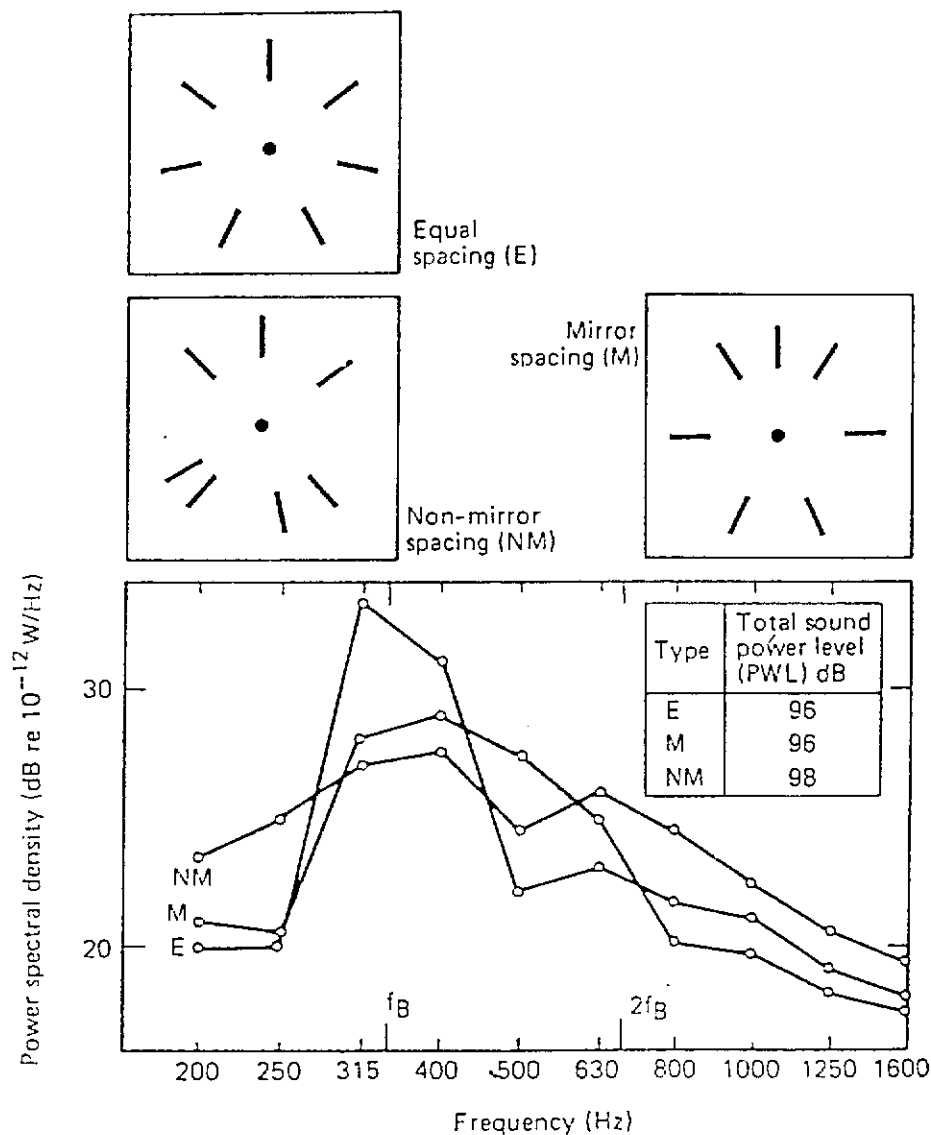 Equal
spacing (E)
Mirror
spacing (M)
Non-mirror
spacing (NM)
Power spectral density (dB re 10⁻¹² W/Hz)
30
20
NM
M
E
Type
Total sound
power level
(PWL) dB
E 96
M 96
NM 98
fB
2fB
200 250 315 400 500 630 800 1000 1250 1600
Frequency (Hz)